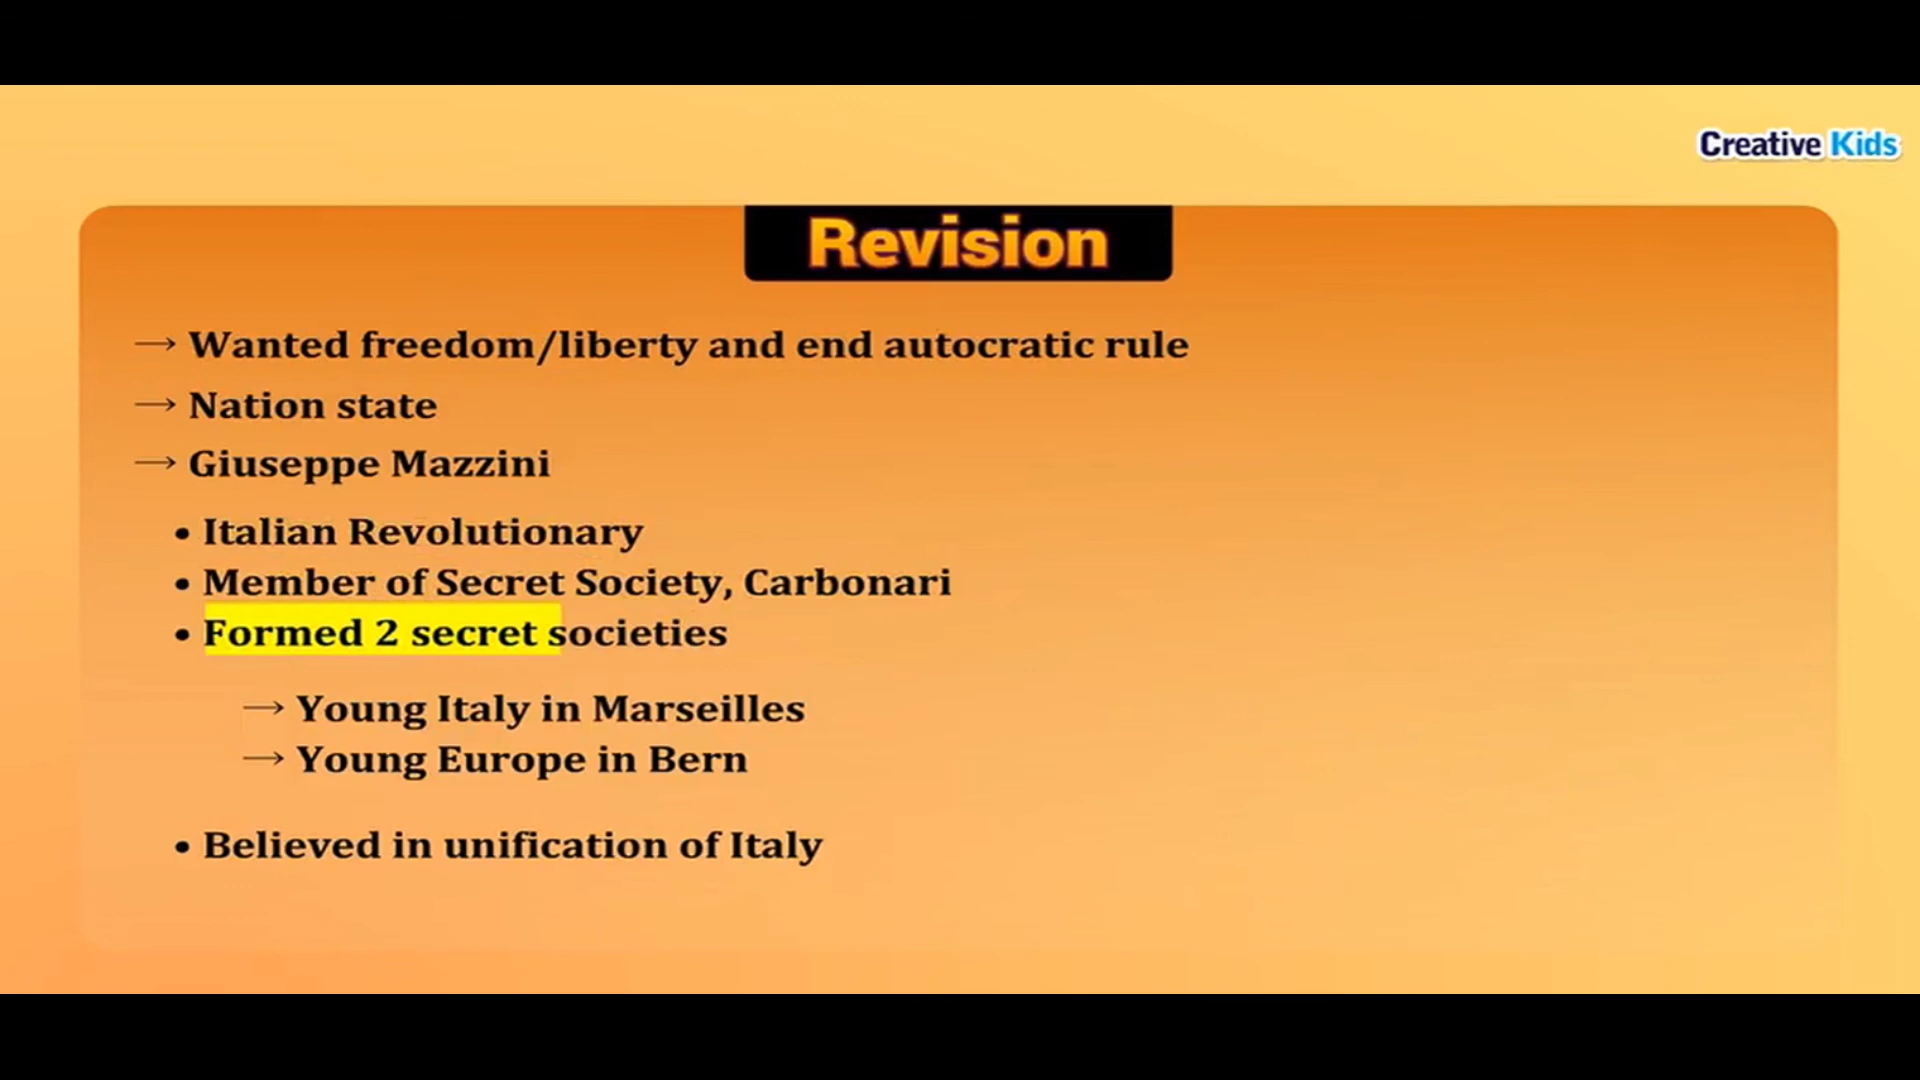 Creative Kids
Revision
→ Wanted freedom/liberty and end autocratic rule
→ Nation state
→ Giuseppe Mazzini
• Italian Revolutionary
• Member of Secret Society, Carbonari
• Formed 2 secret societies
→ Young Italy in Marseilles
→ Young Europe in Bern
• Believed in unification of Italy